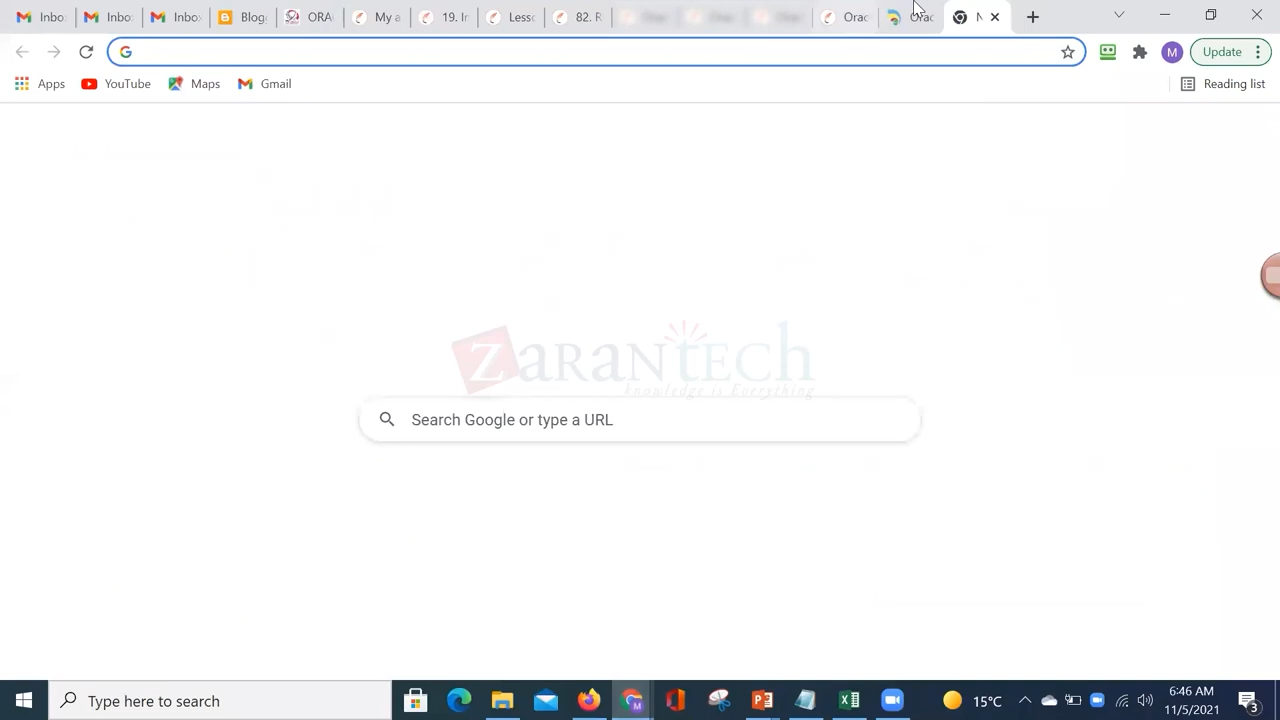 Inbo Inbo Inbo Blog ORA My a 19. Ir Lesso 82. R Orac Orac N
Update
Apps YouTube Maps Gmail Reading list
zarantech
knowledge is Everything
Search Google or type a URL
M
Type here to search
15°C
6:46 AM
11/5/2021
3